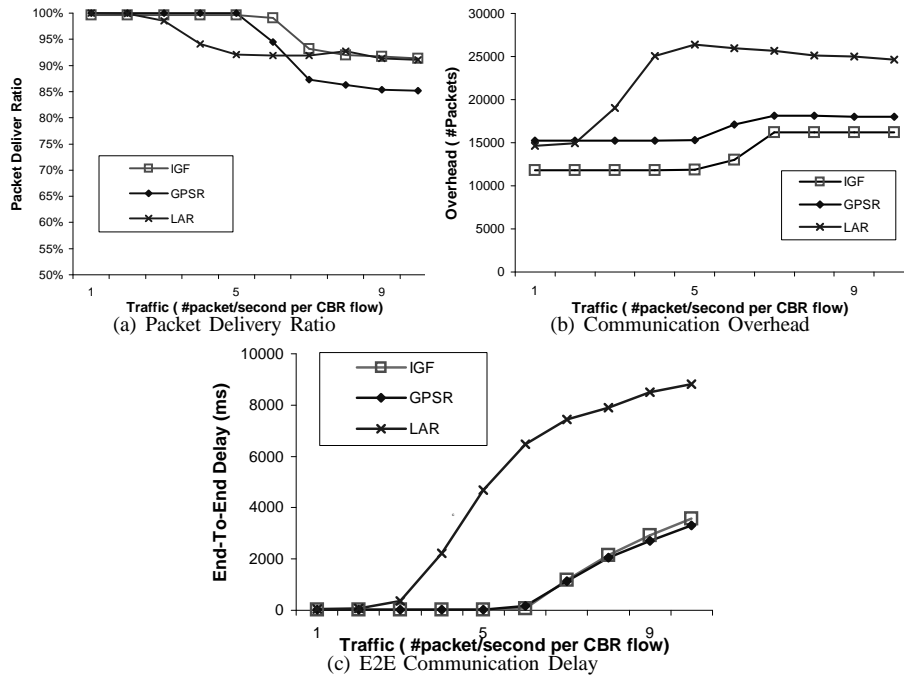 100%
95%
90%
85%
80%
75%
70%
65%
60%
55%
50%
Packet Deliver Ratio
IGF
GPSR
LAR
1
5
9
Traffic ( #packet/second per CBR flow)
(a) Packet Delivery Ratio
30000
25000
20000
15000
10000
5000
0
Overhead ( #Packets)
IGF
GPSR
LAR
1
5
9
Traffic ( #packet/second per CBR flow)
(b) Communication Overhead
10000
8000
6000
4000
2000
0
End-To-End Delay (ms)
IGF
GPSR
LAR
1
5
9
Traffic ( #packet/second per CBR flow)
(c) E2E Communication Delay